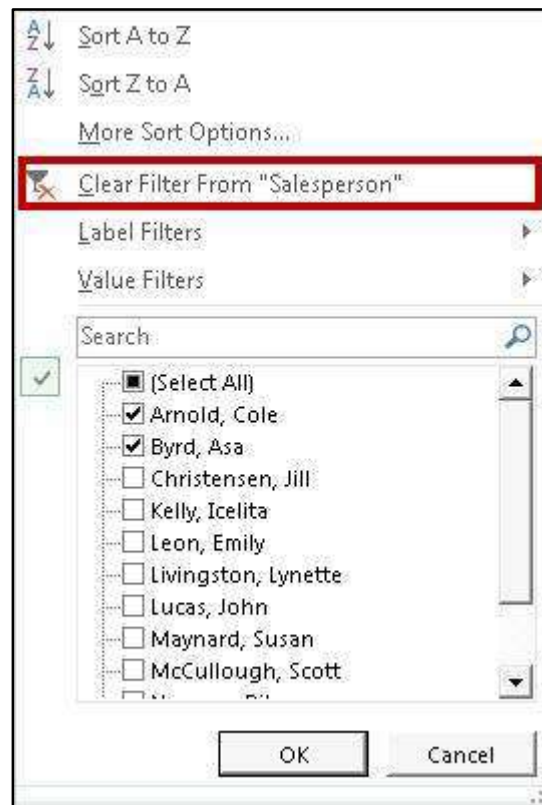 Sort A to Z
Sort Z to A
More Sort Options...
Clear Filter From "Salesperson"
Label Filters
Value Filters
Search
(Select All)
Arnold, Cole
Byrd, Asa
Christensen, Jill
Kelly, Icelita
Leon, Emily
Livingston, Lynette
Lucas, John
Maynard, Susan
McCullough, Scott
OK Cancel